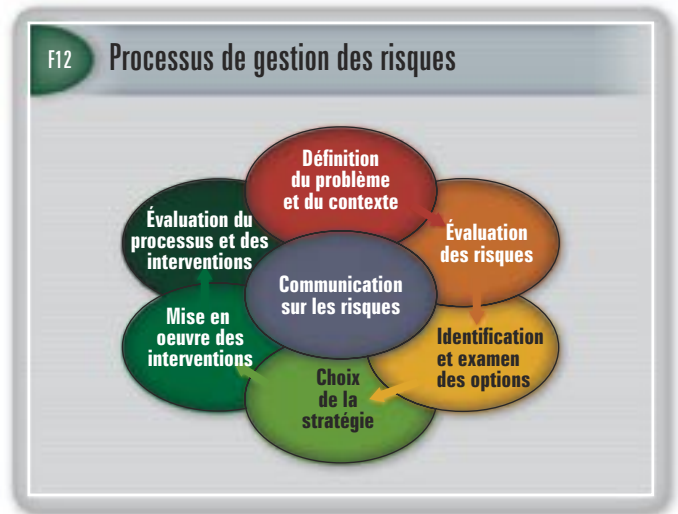 F12
Processus de gestion des risques
Définition
du problème
et du contexte
Évaluation
des risques
Identification
et examen
des options
Choix
de la
stratégie
Mise en
oeuvre des
interventions
Évaluation du
processus et des
interventions
Communication
sur les risques